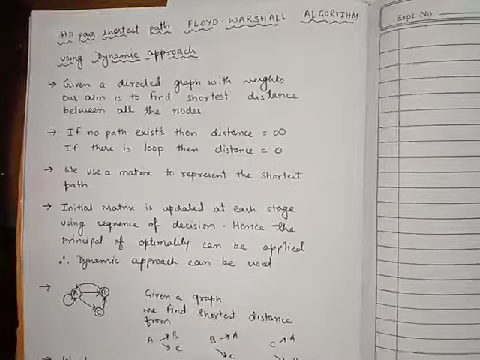 All pair shortest path FLOYD WARSHALL ALGORITHM
using Dynamic approach
→ Given a directed graph with weights
our aim is to find shortest distance
between all the nodes
→ If no path exists then distance = ∞
If there is loop then distance = 0
→ We use a matrix to represent the shortest
path
→ Initial Matrix is updated at each stage
using sequence of decision. Hence the
principal of optimality can be applied
∴ Dynamic approach can be used
→ A B C
Given a graph
we find shortest distance
from
A → B B → A C → A
→ C → C
Expt. No